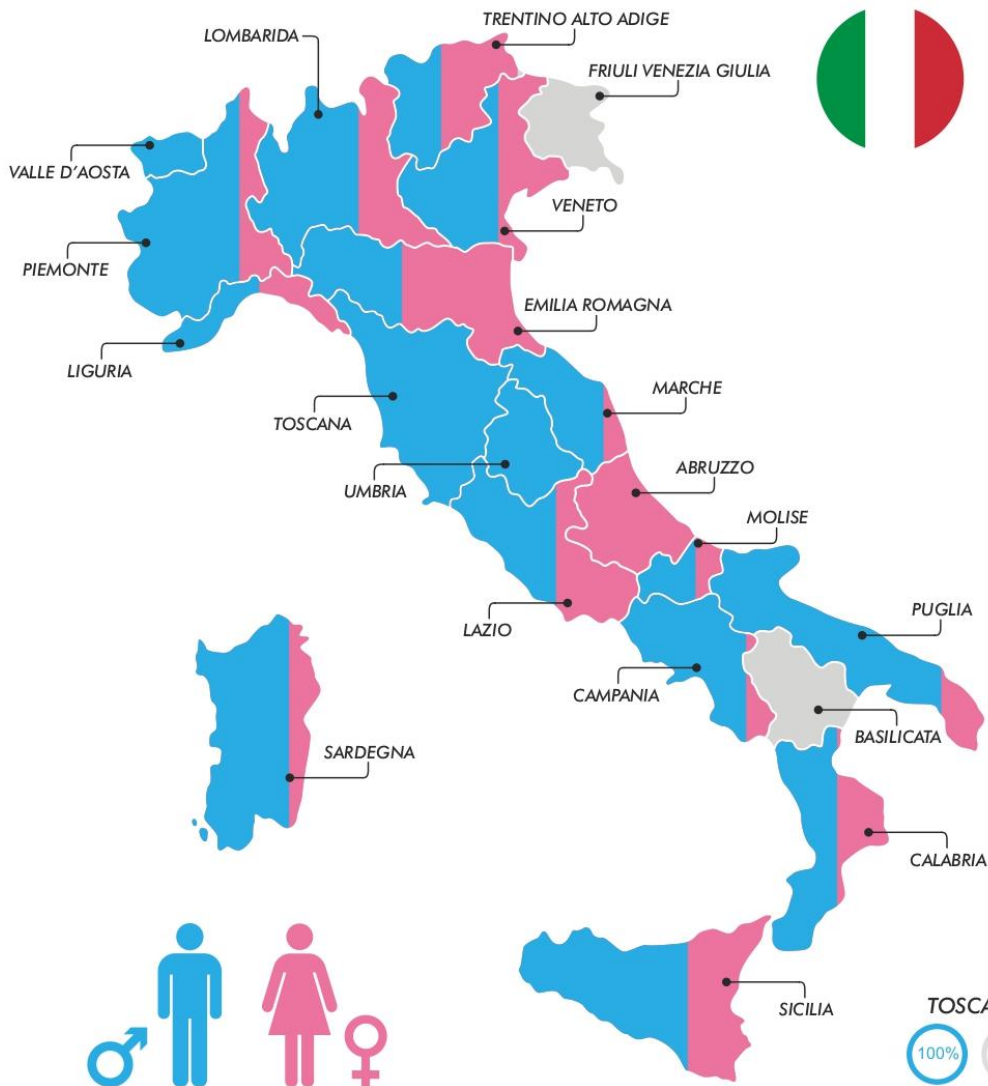 TRENTINO ALTO ADIGE
LOMBARIDA
FRIULI VENEZIA GIULIA
VALLE D'AOSTA
VENETO
PIEMONTE
EMILIA ROMAGNA
LIGURIA
MARCHE
TOSCANA
ABRUZZO
UMBRIA
MOLISE
PUGLIA
LAZIO
CAMPANIA
BASILICATA
SARDEGNA
CALABRIA
SICILIA
100%